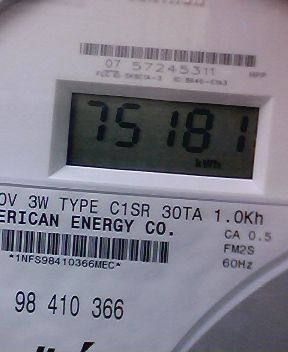 07 57245311
75181
kWh
0V 3W TYPE C1SR 30TA 1.0Kh
ERICAN ENERGY CO.
CA 0.5
FM2S
60Hz
*1NFS98410366MEC*
98 410 366